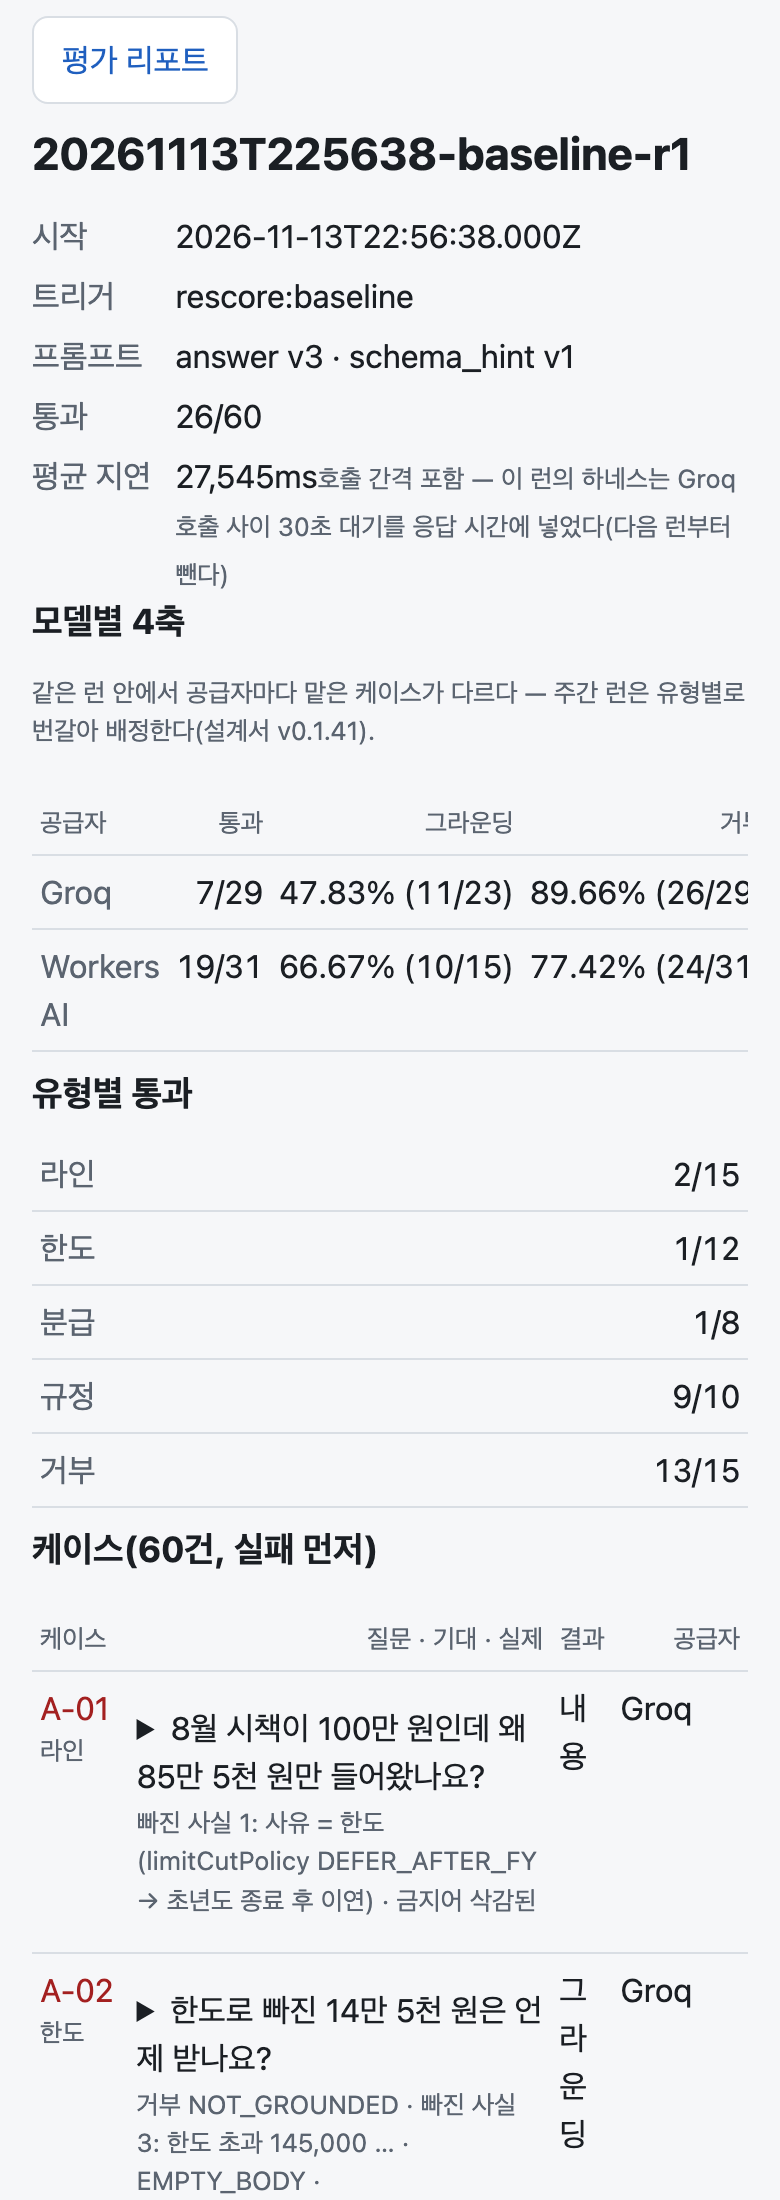 평가 리포트
20261113T225638-baseline-r1
시작 2026-11-13T22:56:38.000Z
트리거 rescore:baseline
프롬프트 answer v3 · schema_hint v1
통과 26/60
평균 지연 27,545ms호출 간격 포함 — 이 런의 하네스는 Groq
호출 사이 30초 대기를 응답 시간에 넣었다(다음 런부터
뺀다)
모델별 4축
같은 런 안에서 공급자마다 맡은 케이스가 다르다 — 주간 런은 유형별로
번갈아 배정한다(설계서 v0.1.41).
공급자 통과 그라운딩
Groq 7/29 47.83% (11/23) 89.66% (26/29
Workers 19/31 66.67% (10/15) 77.42% (24/31
AI
유형별 통과
라인 2/15
한도 1/12
분급 1/8
규정 9/10
거부 13/15
케이스(60건, 실패 먼저)
케이스 질문 · 기대 · 실제 결과 공급자
A-01 ▶ 8월 시책이 100만 원인데 왜 내 Groq
라인 85만 5천 원만 들어왔나요? 용
빠진 사실 1: 사유 = 한도
(limitCutPolicy DEFER_AFTER_FY
→ 초년도 종료 후 이연) · 금지어 삭감된
A-02 ▶ 한도로 빠진 14만 5천 원은 언 그 Groq
한도 제 받나요? 라
거부 NOT_GROUNDED · 빠진 사실 운
3: 한도 초과 145,000 … · 딩
EMPTY_BODY ·